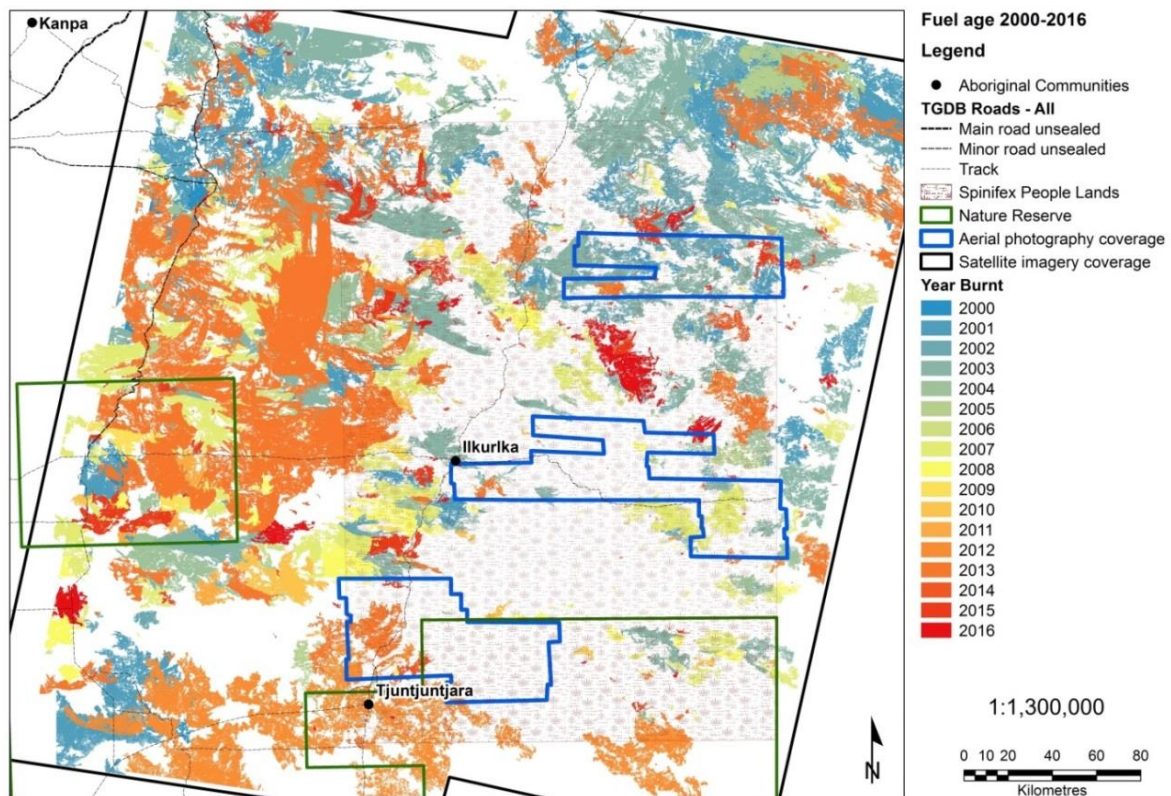 Kanpa
Ilkurlka
Tjuntjuntjara
Fuel age 2000-2016
Legend
Aboriginal Communities
TGDB Roads - All
Main road unsealed
Minor road unsealed
Track
Spinifex People Lands
Nature Reserve
Aerial photography coverage
Satellite imagery coverage
Year Burnt
2000
2001
2002
2003
2004
2005
2006
2007
2008
2009
2010
2011
2012
2013
2014
2015
2016
1:1,300,000
N
0 10 20 40 60 80
Kilometres